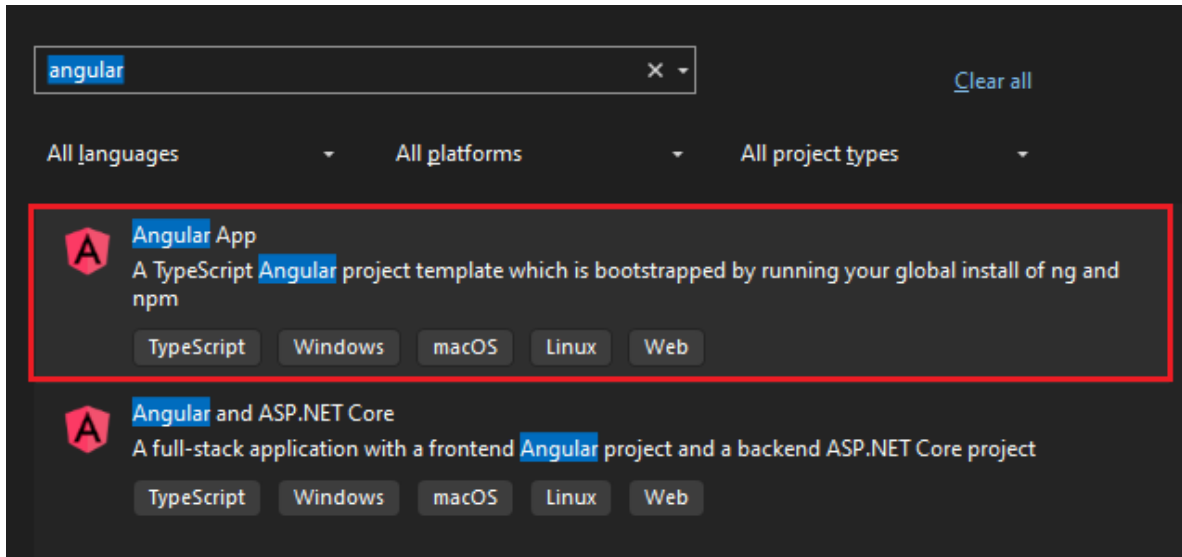 angular
Clear all
All languages All platforms All project types
Angular App
A TypeScript Angular project template which is bootstrapped by running your global install of ng and
npm
TypeScript Windows macOS Linux Web
Angular and ASP.NET Core
A full-stack application with a frontend Angular project and a backend ASP.NET Core project
TypeScript Windows macOS Linux Web